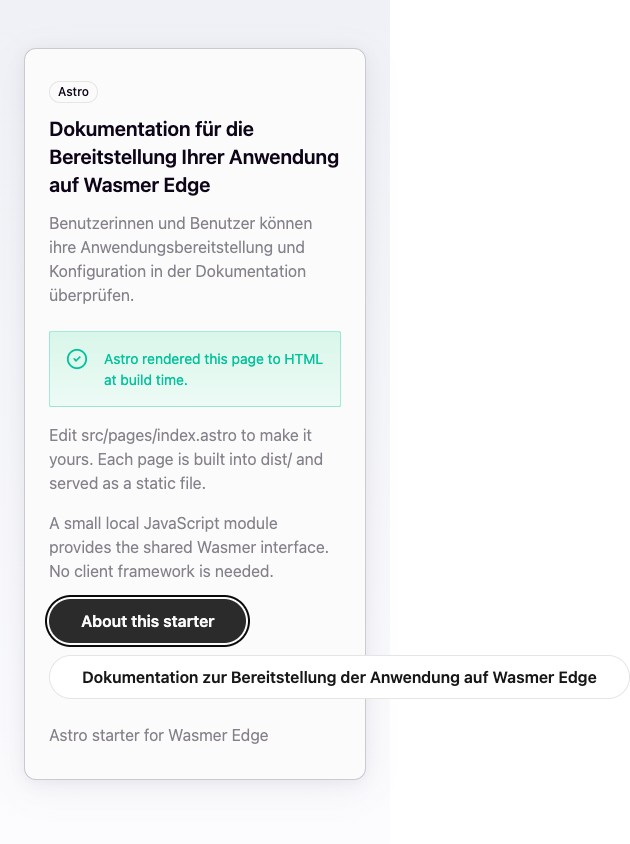 Astro
Dokumentation für die
Bereitstellung Ihrer Anwendung
auf Wasmer Edge
Benutzerinnen und Benutzer können
ihre Anwendungsbereitstellung und
Konfiguration in der Dokumentation
überprüfen.
Astro rendered this page to HTML
at build time.
Edit src/pages/index.astro to make it
yours. Each page is built into dist/ and
served as a static file.
A small local JavaScript module
provides the shared Wasmer interface.
No client framework is needed.
About this starter
Dokumentation zur Bereitstellung der Anwendung auf Wasmer Edge
Astro starter for Wasmer Edge